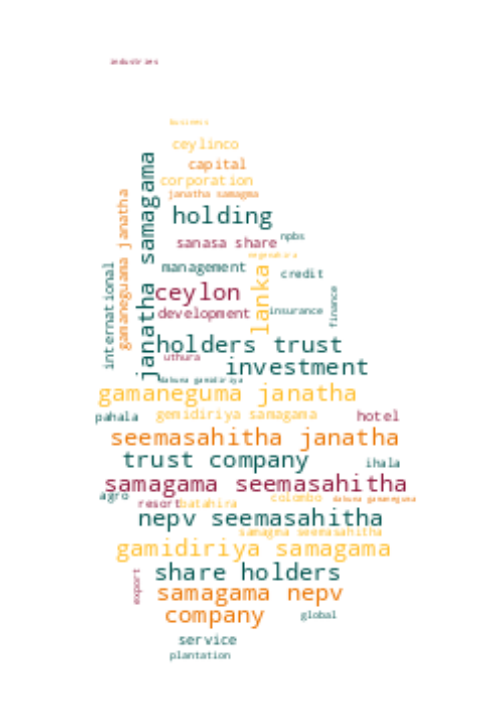 industries
business
ceylinco
capital
corporation
janatha samagma
holding
npbs
sanasa share
negenahira
management
credit
international
gamaneguama janatha
janatha samagama
lanka
finance
ceylon
development
insurance
holders trust
uthura
investment
dakuna gamidiriya
gamaneguma janatha
pahala
gemidiriya samagama
hotel
seemasahitha janatha
trust company
ihala
samagama seemasahitha
agro
resort
batahira
colombo
dakuna gamaneguma
nepv seemasahitha
samagma seemasahitha
gamidiriya samagama
share holders
export
samagama nepv
company
global
service
plantation